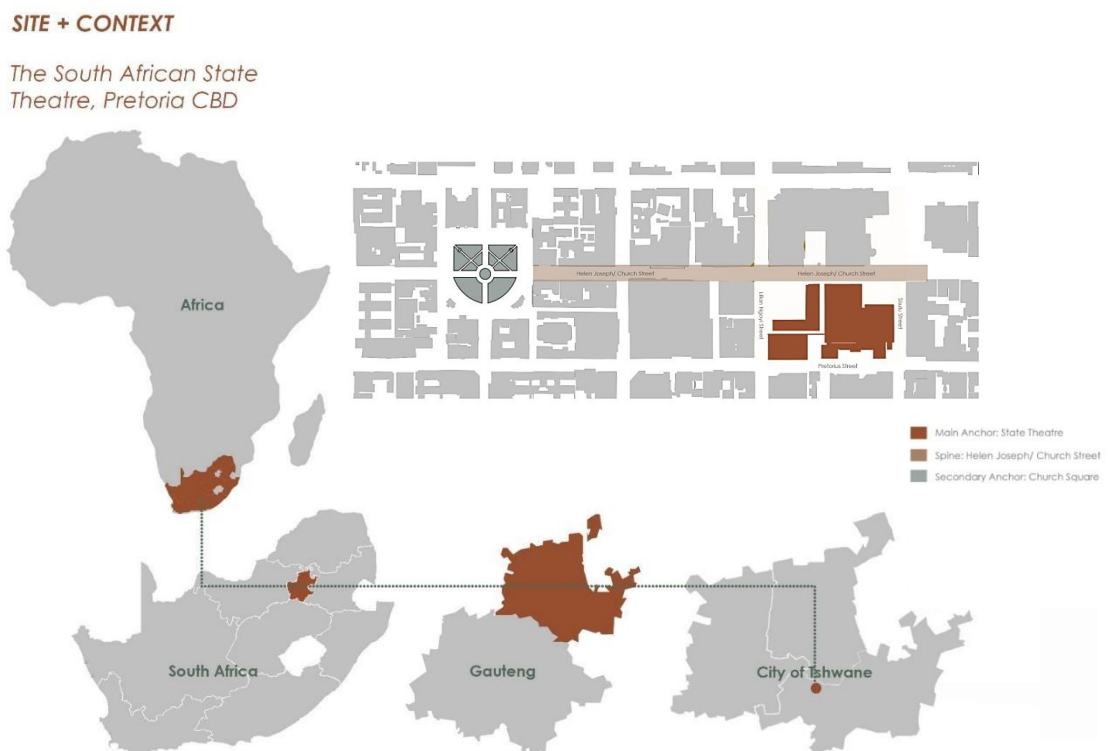 SITE + CONTEXT
The South African State
Theatre, Pretoria CBD
Africa
Helen Joseph/ Church Street
Helen Joseph/ Church Street
Lilian Ngoyi Street
Sisulu Street
Pretorius Street
Main Anchor: State Theatre
Spine: Helen Joseph/ Church Street
Secondary Anchor: Church Square
South Africa
Gauteng
City of Tshwane